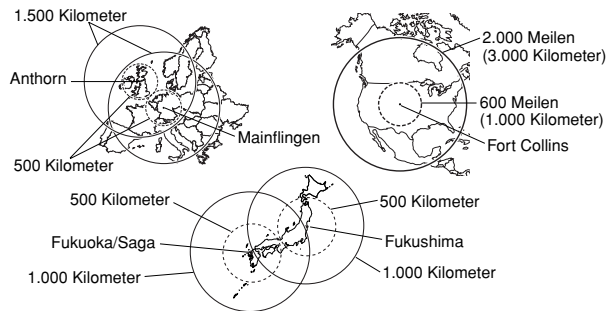 1.500 Kilometer
Anthorn
500 Kilometer
Mainflingen
2.000 Meilen
(3.000 Kilometer)
600 Meilen
(1.000 Kilometer)
Fort Collins
500 Kilometer
Fukuoka/Saga
1.000 Kilometer
500 Kilometer
Fukushima
1.000 Kilometer